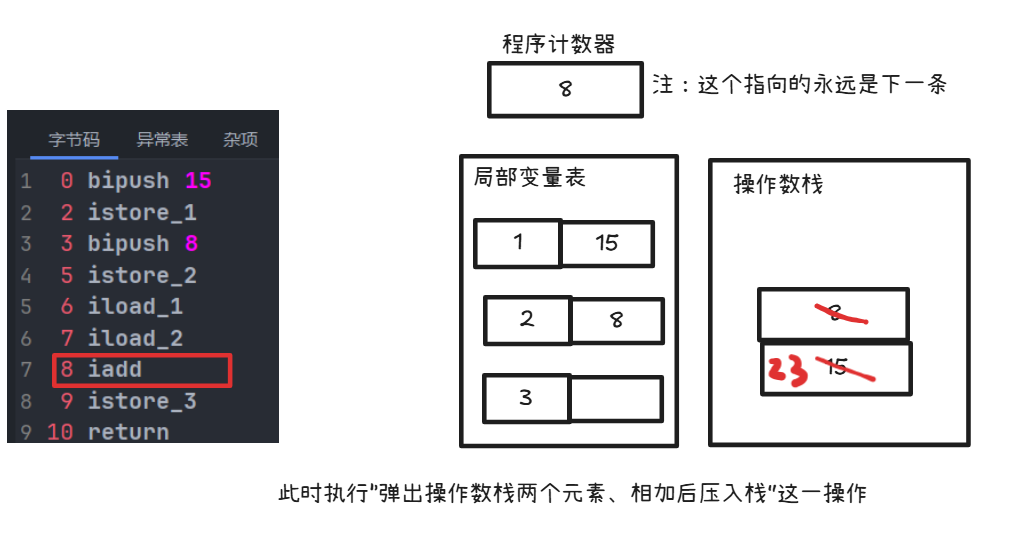 程序计数器
8
注：这个指向的永远是下一条
字节码 异常表 杂项
1 0 bipush 15
2 2 istore_1
3 3 bipush 8
4 5 istore_2
5 6 iload_1
6 7 iload_2
7 8 iadd
8 9 istore_3
9 10 return
局部变量表
1 15
2 8
3
操作数栈
8
23 15
此时执行"弹出操作数栈两个元素、相加后压入栈"这一操作